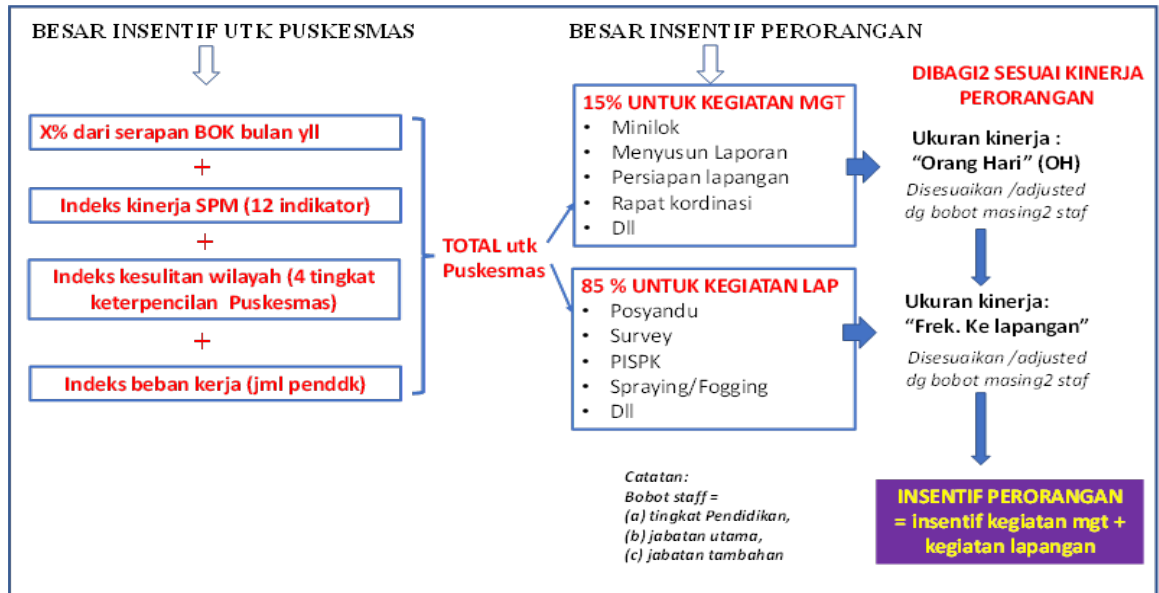 BESAR INSENTIF UTK PUSKESMAS
X% dari serapan BOK bulan yll
+
Indeks kinerja SPM (12 indikator)
+
Indeks kesulitan wilayah (4 tingkat
keterpencilan Puskesmas)
+
Indeks beban kerja (jml penddk)
TOTAL utk
Puskesmas
BESAR INSENTIF PERORANGAN
15% UNTUK KEGIATAN MGT
• Minilok
• Menyusun Laporan
• Persiapan lapangan
• Rapat kordinasi
• Dll
85 % UNTUK KEGIATAN LAP
• Posyandu
• Survey
• PISPK
• Spraying/Fogging
• Dll
Catatan:
Bobot staff =
(a) tingkat Pendidikan,
(b) jabatan utama,
(c) jabatan tambahan
DIBAGI2 SESUAI KINERJA
PERORANGAN
Ukuran kinerja :
“Orang Hari” (OH)
Disesuaikan /adjusted
dg bobot masing2 staf
Ukuran kinerja:
“Frek. Ke lapangan”
Disesuaikan /adjusted
dg bobot masing2 staf
INSENTIF PERORANGAN
= insentif kegiatan mgt +
kegiatan lapangan